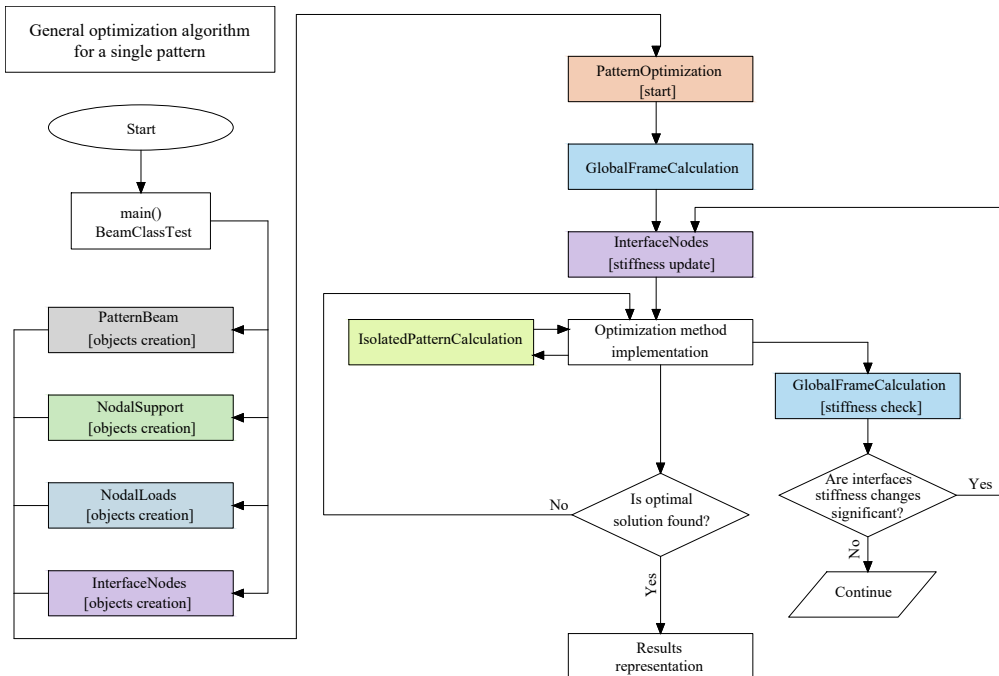 General optimization algorithm
for a single pattern
Start
main()
BeamClassTest
PatternBeam
[objects creation]
NodalSupport
[objects creation]
NodalLoads
[objects creation]
InterfaceNodes
[objects creation]
PatternOptimization
[start]
GlobalFrameCalculation
InterfaceNodes
[stiffness update]
IsolatedPatternCalculation
Optimization method
implementation
GlobalFrameCalculation
[stiffness check]
Are interfaces
stiffness changes
significant?
Yes
No
Continue
Is optimal
solution found?
No
Yes
Results
representation